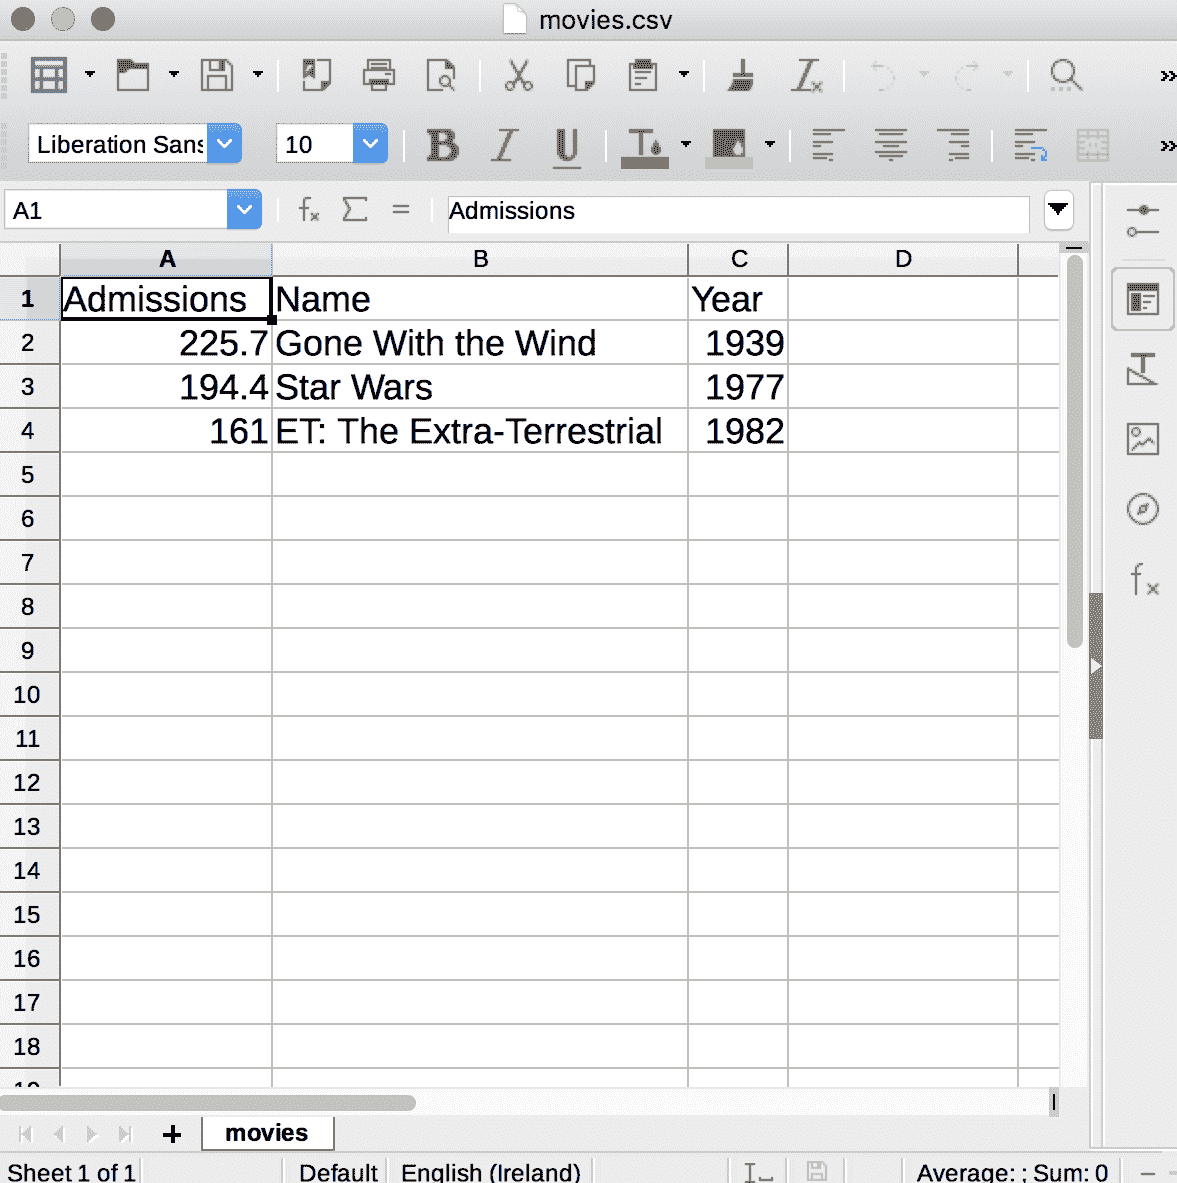 movies.csv
Liberation Sans 10 B I U
A1 fx Σ = Admissions
A B C D
1 Admissions Name Year
2 225.7 Gone With the Wind 1939
3 194.4 Star Wars 1977
4 161 ET: The Extra-Terrestrial 1982
5
6
7
8
9
10
11
12
13
14
15
16
17
18
19
movies
Sheet 1 of 1 Default English (Ireland) Average: ; Sum: 0